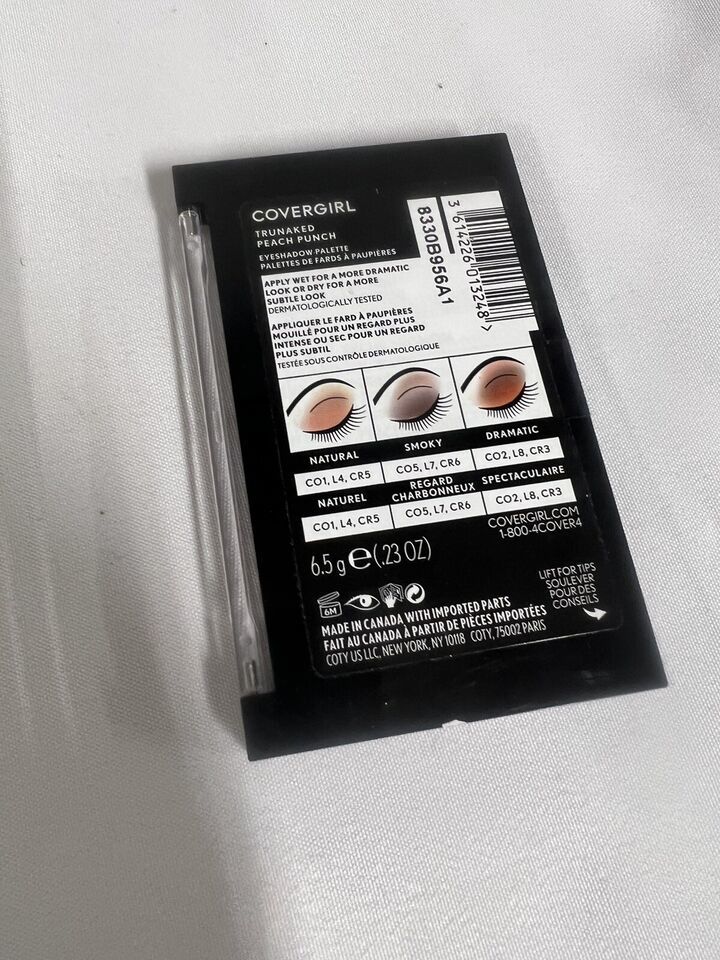 COVERGIRL
TRUNAKED
PEACH PUNCH
EYESHADOW PALETTE
PALETTES DE FARDS À PAUPIÈRES
8330B956A1
3 614226 013248 >
APPLY WET FOR A MORE DRAMATIC
LOOK OR DRY FOR A MORE
SUBTLE LOOK
DERMATOLOGICALLY TESTED
APPLIQUER LE FARD À PAUPIÈRES
MOUILLÉ POUR UN REGARD PLUS
INTENSE OU SEC POUR UN REGARD
PLUS SUBTIL
TESTÉE SOUS CONTRÔLE DERMATOLOGIQUE
NATURAL
CO1, L4, CR5
NATUREL
CO1, L4, CR5
SMOKY
CO5, L7, CR6
REGARD
CHARBONNEUX
CO5, L7, CR6
DRAMATIC
CO2, L8, CR3
SPECTACULAIRE
CO2, L8, CR3
COVERGIRL.COM
1-800-4COVER4
6.5 g e (.23 OZ)
6M
LIFT FOR TIPS
SOULEVER
POUR DES
CONSEILS
MADE IN CANADA WITH IMPORTED PARTS
FAIT AU CANADA À PARTIR DE PIÈCES IMPORTÉES
COTY US LLC, NEW YORK, NY 10118 COTY, 75002 PARIS